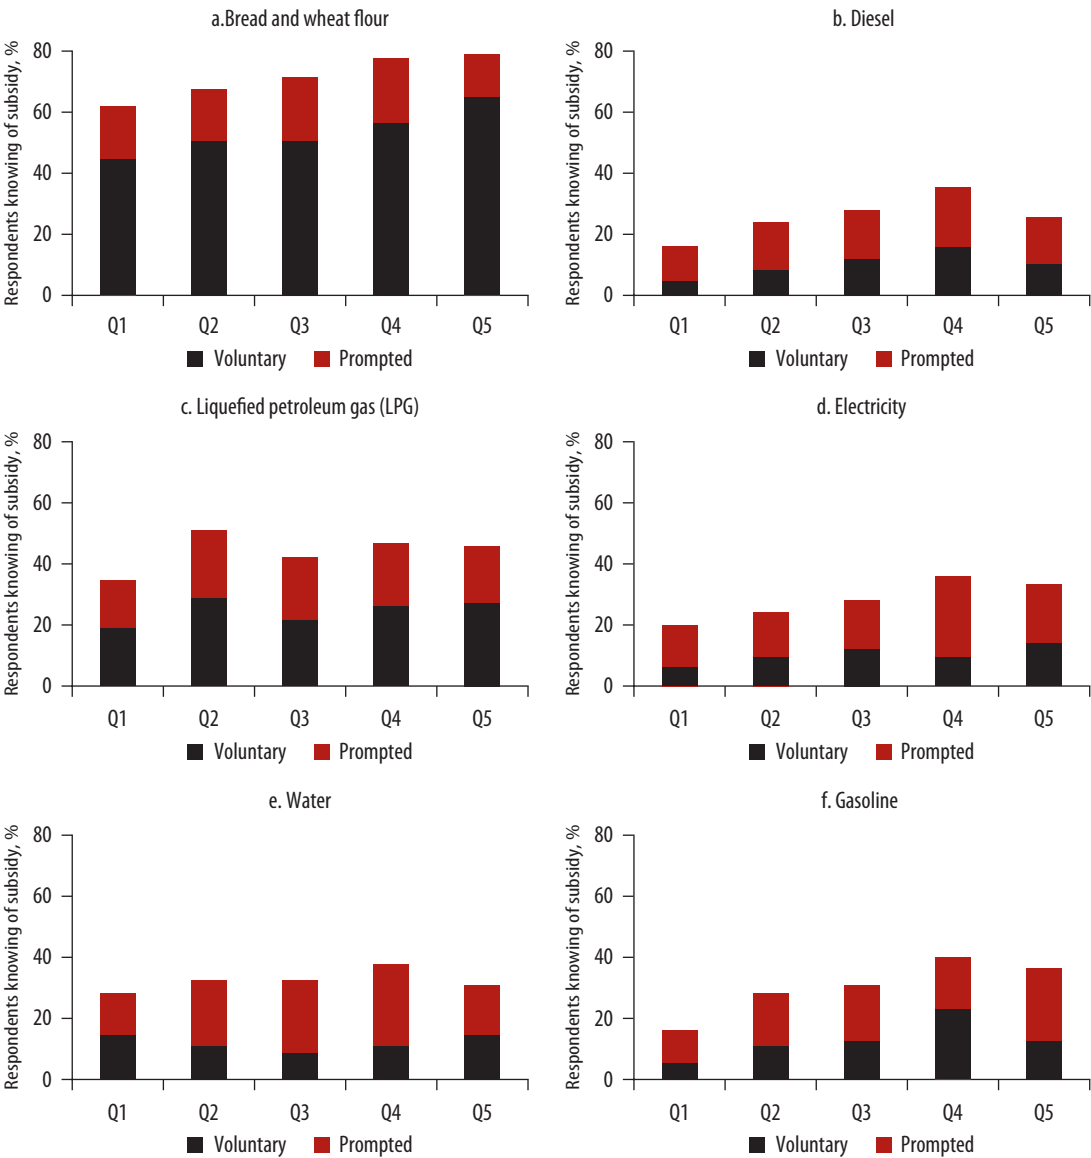 a.Bread and wheat flour
Respondents knowing of subsidy, %
80
60
40
20
0
Q1 Q2 Q3 Q4 Q5
Voluntary Prompted
b. Diesel
Respondents knowing of subsidy, %
80
60
40
20
0
Q1 Q2 Q3 Q4 Q5
Voluntary Prompted
c. Liquefied petroleum gas (LPG)
Respondents knowing of subsidy, %
80
60
40
20
0
Q1 Q2 Q3 Q4 Q5
Voluntary Prompted
d. Electricity
Respondents knowing of subsidy, %
80
60
40
20
0
Q1 Q2 Q3 Q4 Q5
Voluntary Prompted
e. Water
Respondents knowing of subsidy, %
80
60
40
20
0
Q1 Q2 Q3 Q4 Q5
Voluntary Prompted
f. Gasoline
Respondents knowing of subsidy, %
80
60
40
20
0
Q1 Q2 Q3 Q4 Q5
Voluntary Prompted